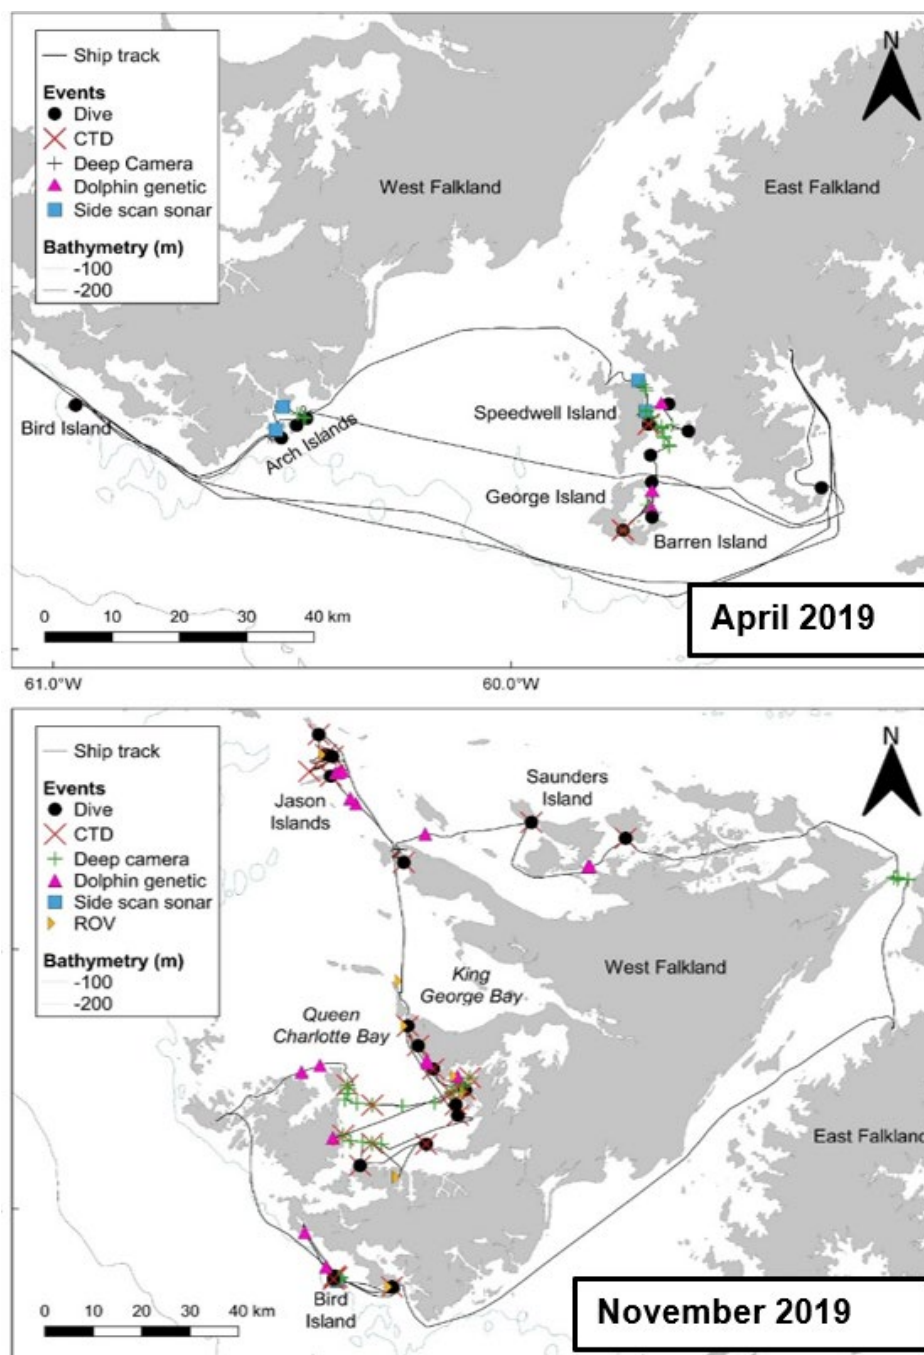 Ship track
Events
Dive
CTD
Deep Camera
Dolphin genetic
Side scan sonar
Bathymetry (m)
-100
-200
N
West Falkland
East Falkland
Bird Island
Arch Islands
Speedwell Island
George Island
Barren Island
0 10 20 30 40 km
April 2019
61.0°W 60.0°W
Ship track
Events
Dive
CTD
Deep camera
Dolphin genetic
Side scan sonar
ROV
Bathymetry (m)
-100
-200
N
Jason
Islands
Saunders
Island
West Falkland
King
George Bay
Queen
Charlotte Bay
East Falkland
Bird
Island
0 10 20 30 40 km
November 2019